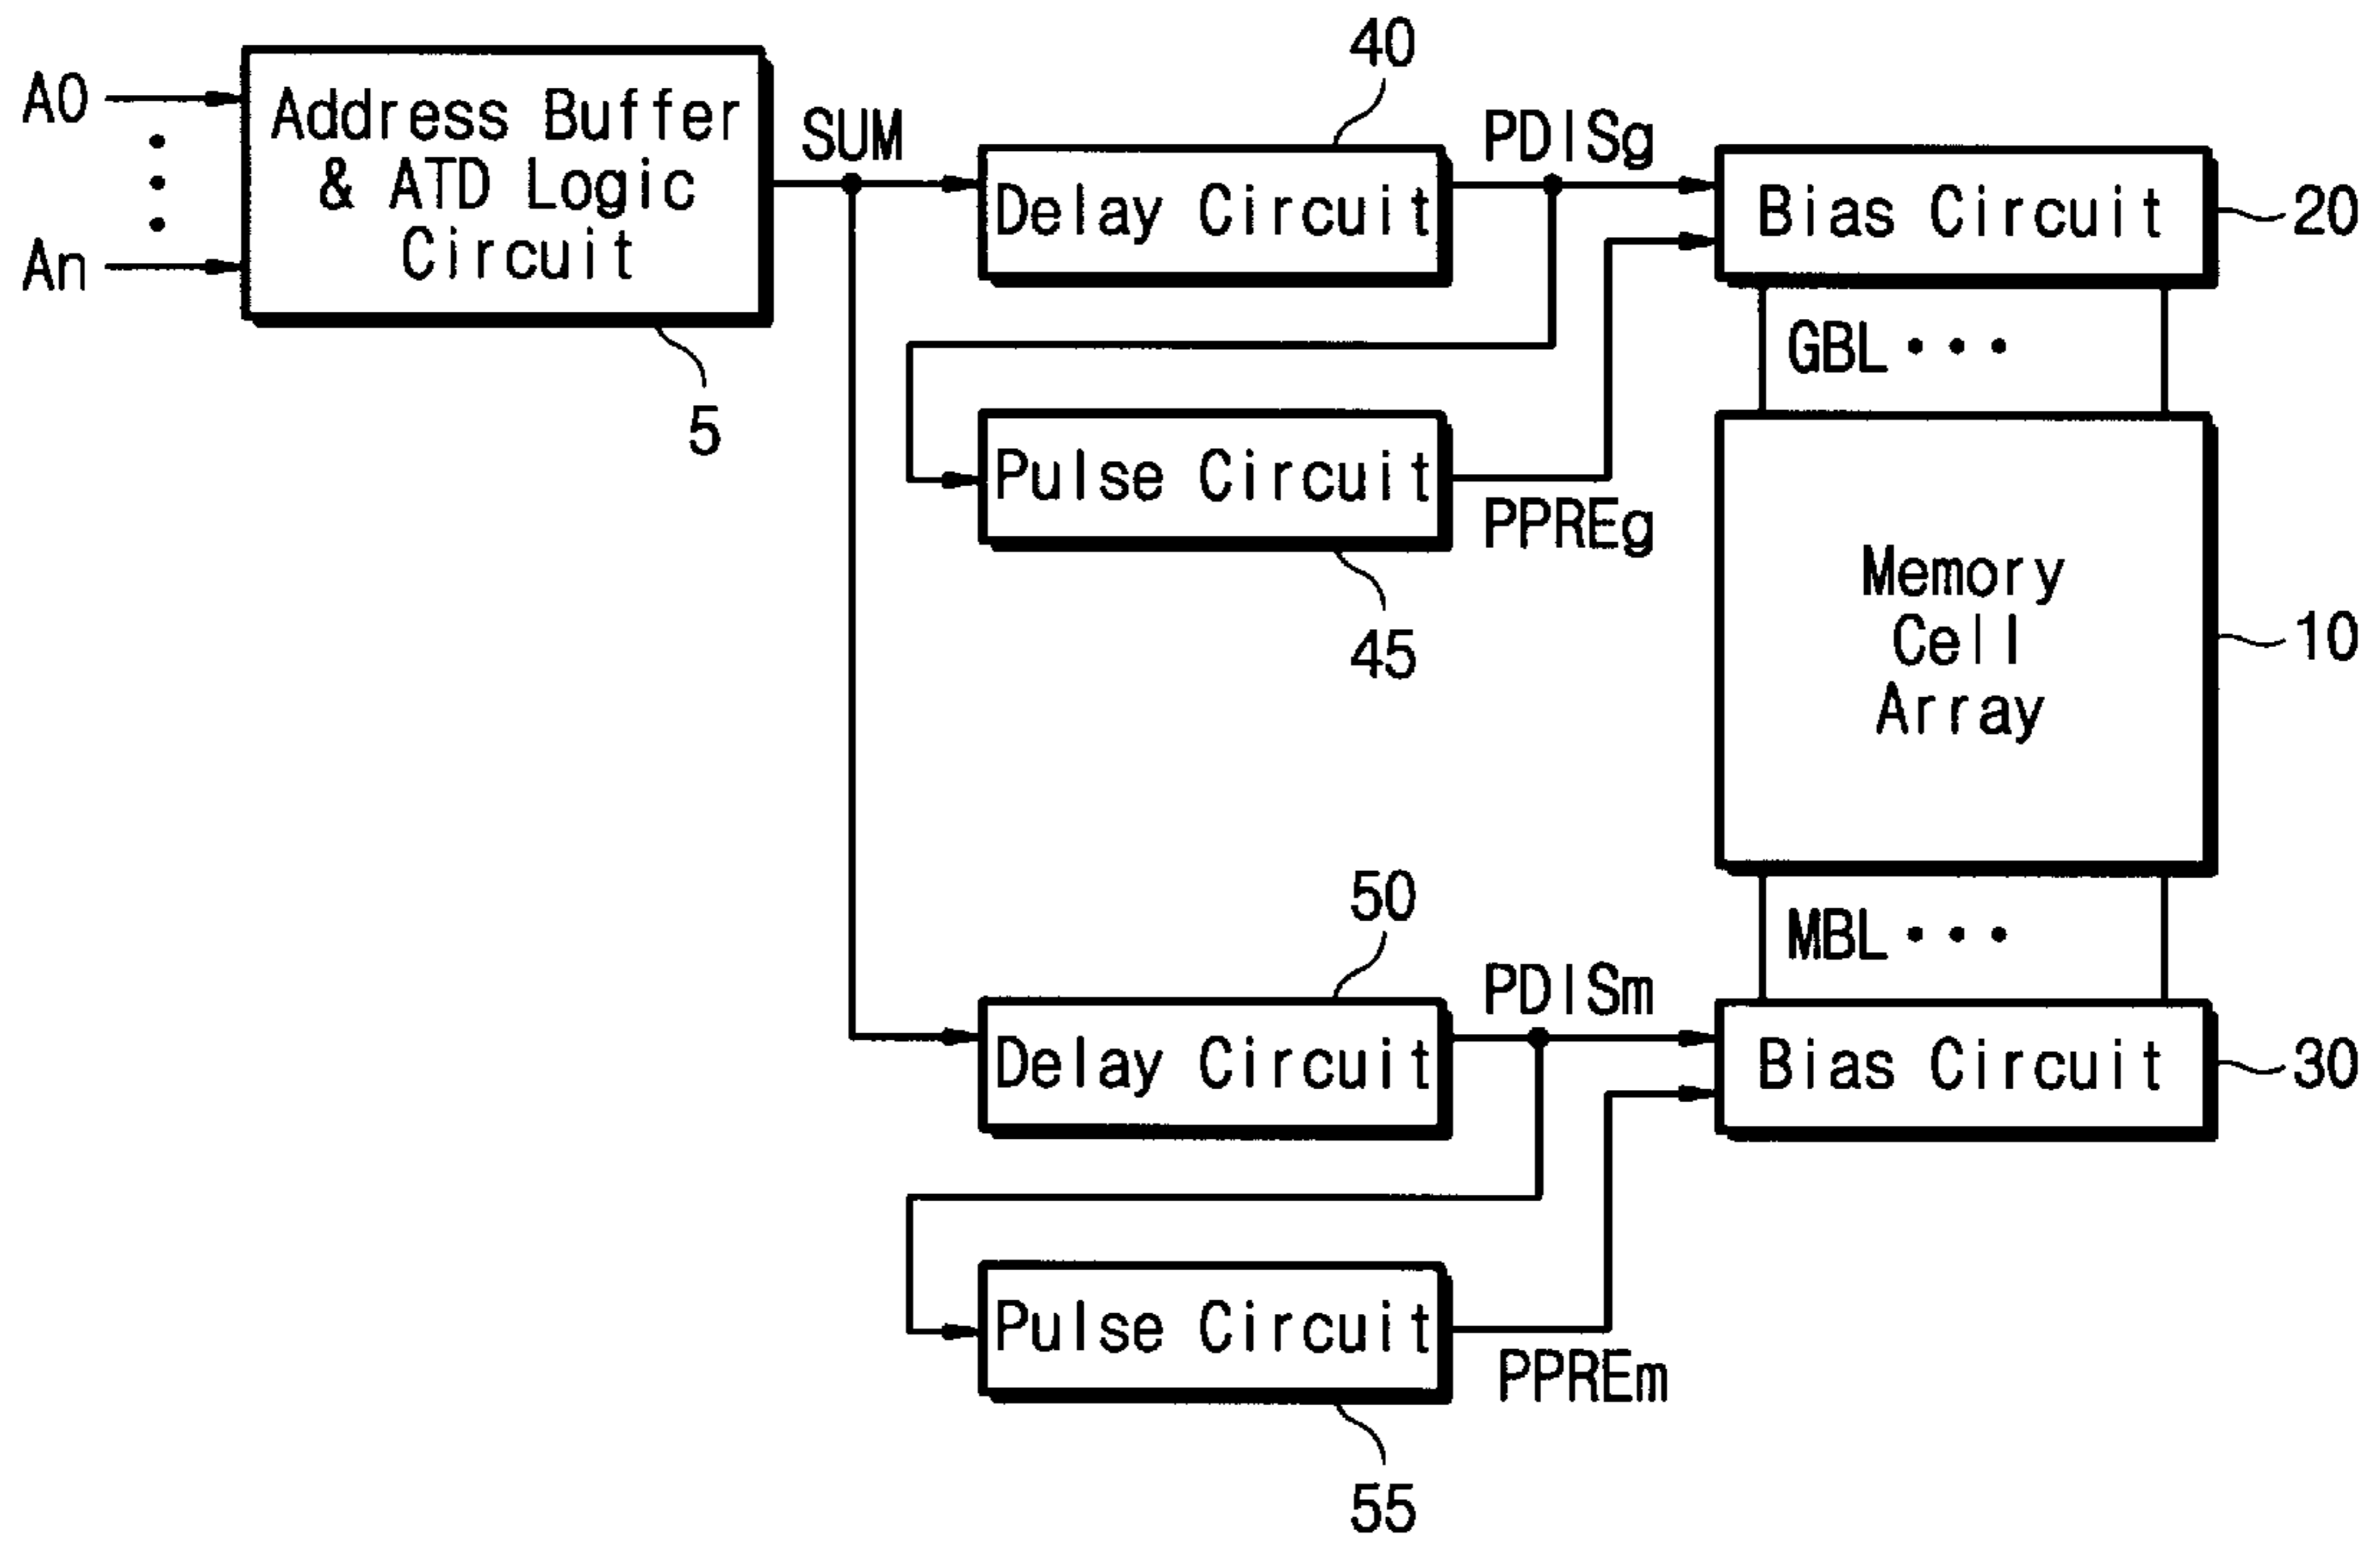 40
A0
Address Buffer
& ATD Logic
Circuit
An
5
SUM
Delay Circuit
PDISg
Bias Circuit
20
GBL • • •
Pulse Circuit
PPREg
45
Memory
Cell
Array
10
MBL • • •
50
Delay Circuit
PDISm
Bias Circuit
30
Pulse Circuit
PPREm
55